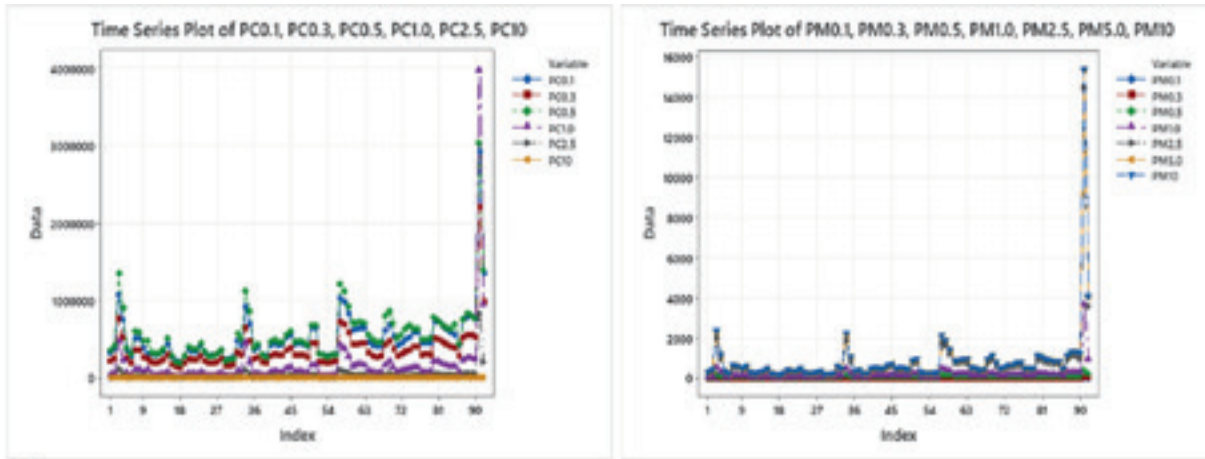 Time Series Plot of PC0.1, PC0.3, PC0.5, PC1.0, PC2.5, PC10
4000000
3000000
2000000
1000000
0
Data
1 9 18 27 36 45 54 63 72 81 90
Index
Variable
PC0.1
PC0.3
PC0.5
PC1.0
PC2.5
PC10
Time Series Plot of PM0.1, PM0.3, PM0.5, PM1.0, PM2.5, PM5.0, PM10
16000
14000
12000
10000
8000
6000
4000
2000
0
Data
1 9 18 27 36 45 54 63 72 81 90
Index
Variable
PM0.1
PM0.3
PM0.5
PM1.0
PM2.5
PM5.0
PM10